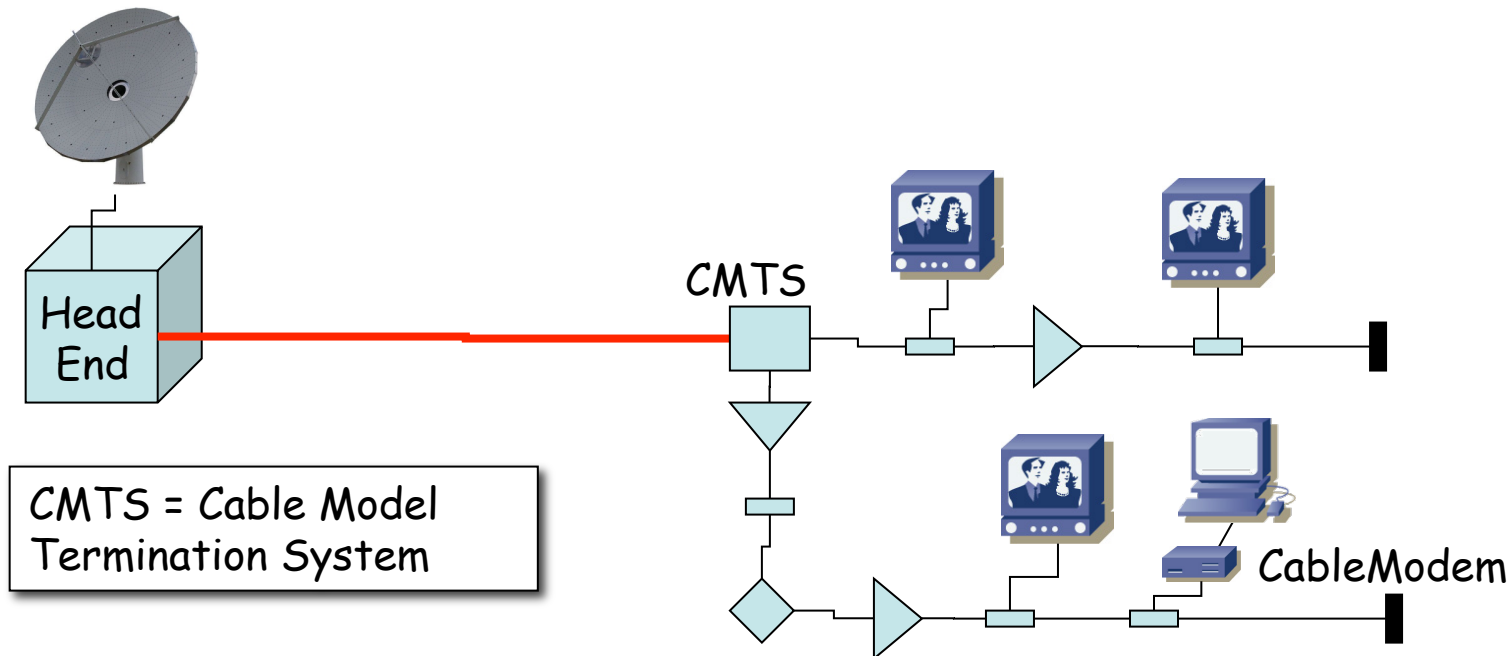 CMTS
Head
End
CMTS = Cable Model
Termination System
CableModem